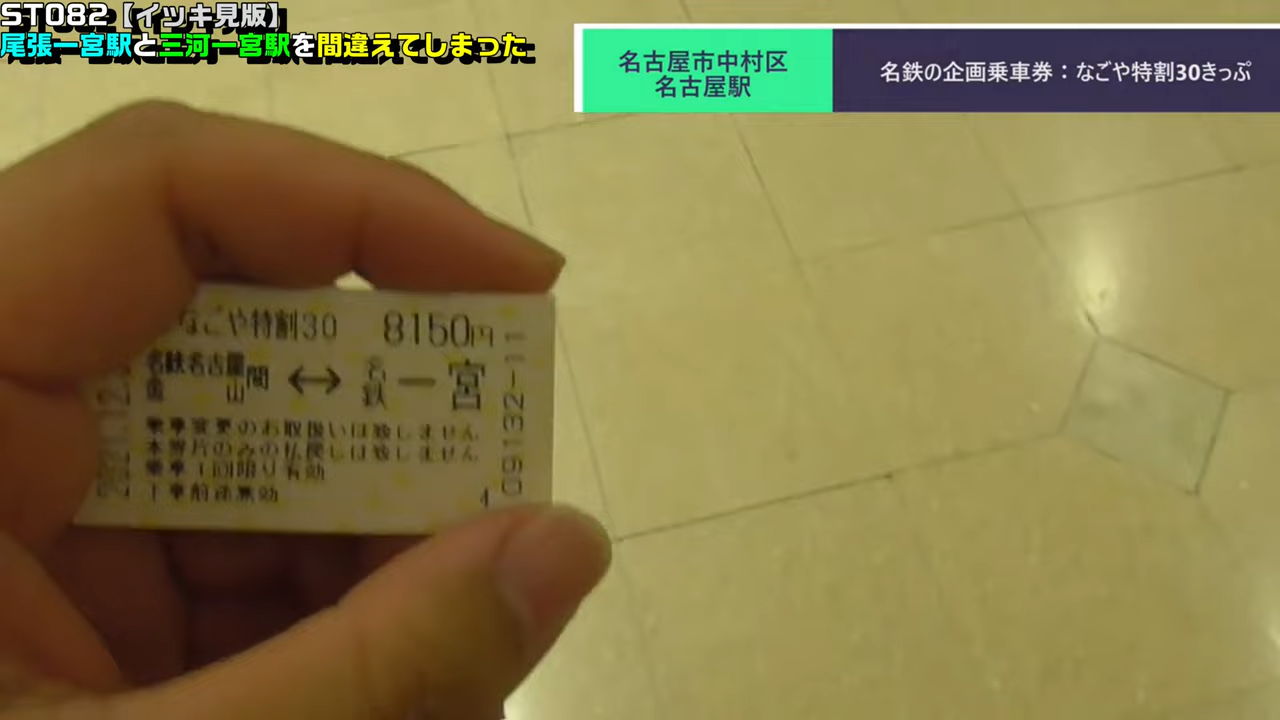 ST082【イッキ見版】
尾張一宮駅と三河一宮駅を間違えてしまった
名古屋市中村区
名古屋駅
名鉄の企画乗車券：なごや特割30きっぷ
なごや特割30 8150円
名鉄名古屋
金山 間 ↔ 名鉄一宮
乗車変更のお取扱いは致しません
本券片のみの払戻しは致しません
乗車1回限り有効
下車前途無効
4
09132-11